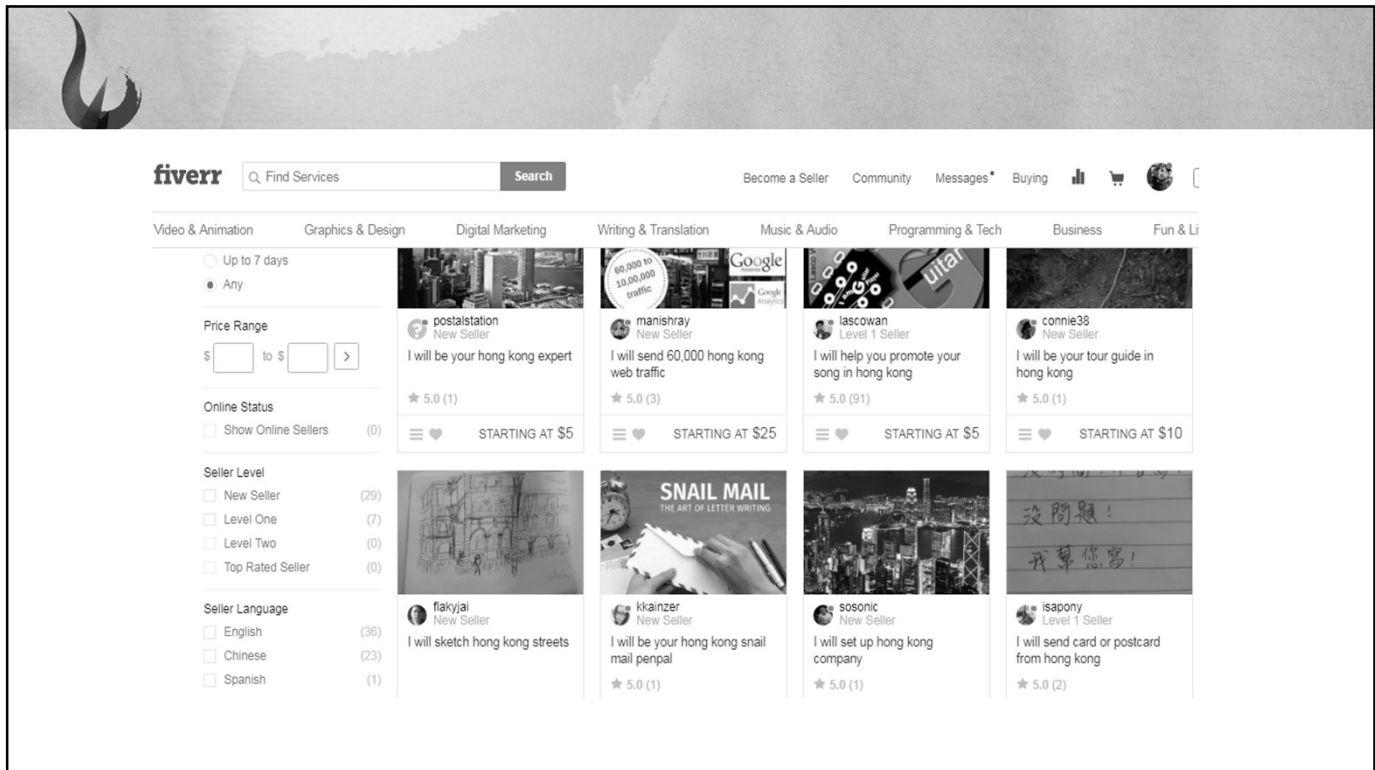 fiverr
Find Services
Search
Become a Seller
Community
Messages
Buying
Video & Animation
Graphics & Design
Digital Marketing
Writing & Translation
Music & Audio
Programming & Tech
Business
Fun & Li
Up to 7 days
Any
Price Range
$ to $
Online Status
Show Online Sellers (0)
Seller Level
New Seller (29)
Level One (7)
Level Two (0)
Top Rated Seller (0)
Seller Language
English (36)
Chinese (23)
Spanish (1)
postalstation
New Seller
I will be your hong kong expert
5.0 (1)
STARTING AT $5
60,000 to
10,00,000
traffic
Google
Google
Analytics
manishray
New Seller
I will send 60,000 hong kong
web traffic
5.0 (3)
STARTING AT $25
uitar
lascowan
Level 1 Seller
I will help you promote your
song in hong kong
5.0 (91)
STARTING AT $5
connie38
New Seller
I will be your tour guide in
hong kong
5.0 (1)
STARTING AT $10
flakyjai
New Seller
I will sketch hong kong streets
SNAIL MAIL
THE ART OF LETTER WRITING
kkainzer
New Seller
I will be your hong kong snail
mail penpal
5.0 (1)
sosonic
New Seller
I will set up hong kong
company
5.0 (1)
没問題!
我幫您寫!
isapony
Level 1 Seller
I will send card or postcard
from hong kong
5.0 (2)